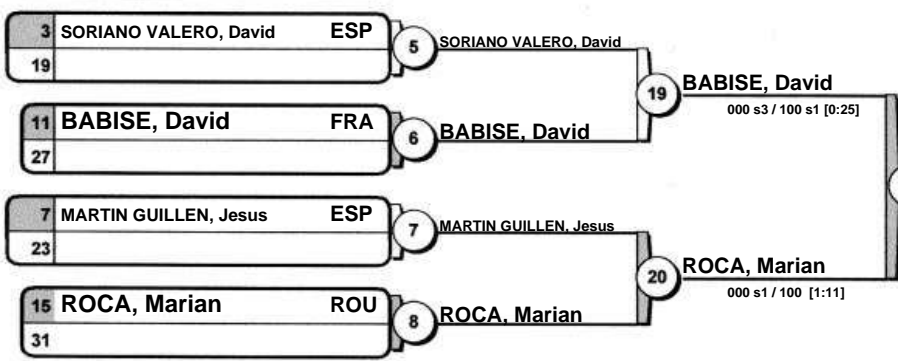 3 SORIANO VALERO, David ESP
19
5 SORIANO VALERO, David
19 BABISE, David
000 s3 / 100 s1 [0:25]
11 BABISE, David FRA
27
6 BABISE, David
7 MARTIN GUILLEN, Jesus ESP
23
7 MARTIN GUILLEN, Jesus
20 ROCA, Marian
000 s1 / 100 [1:11]
15 ROCA, Marian ROU
31
8 ROCA, Marian